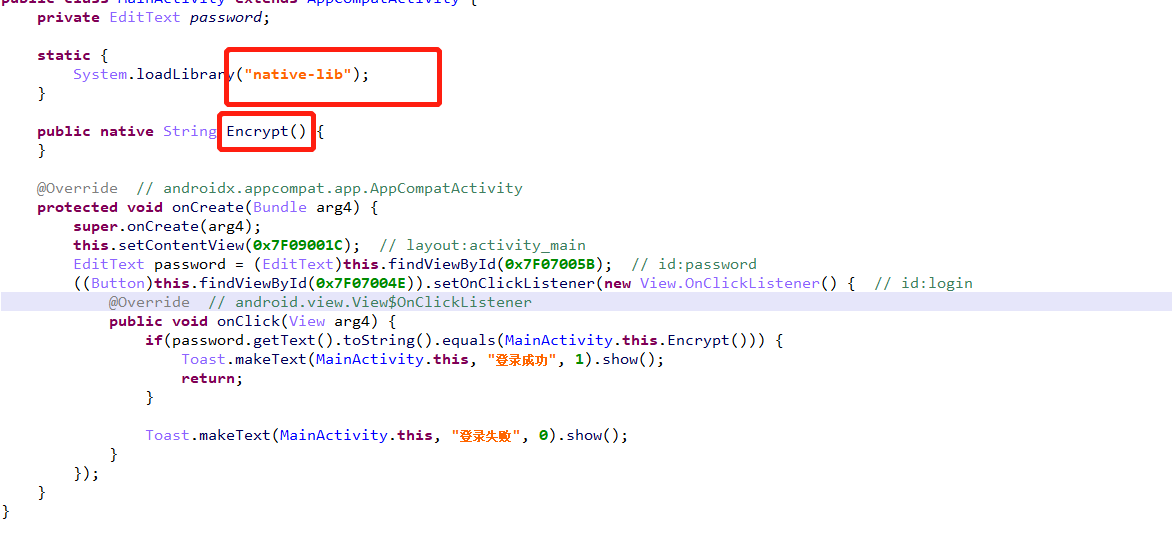 public class MainActivity extends AppCompatActivity {
    private EditText password;

    static {
        System.loadLibrary("native-lib");
    }

    public native String Encrypt() {
    }

    @Override  // androidx.appcompat.app.AppCompatActivity
    protected void onCreate(Bundle arg4) {
        super.onCreate(arg4);
        this.setContentView(0x7F09001C);  // layout:activity_main
        EditText password = (EditText)this.findViewById(0x7F07005B);  // id:password
        ((Button)this.findViewById(0x7F07004E)).setOnClickListener(new View.OnClickListener() {  // id:login
            @Override  // android.view.View$OnClickListener
            public void onClick(View arg4) {
                if(password.getText().toString().equals(MainActivity.this.Encrypt())) {
                    Toast.makeText(MainActivity.this, "登录成功", 1).show();
                    return;
                }

                Toast.makeText(MainActivity.this, "登录失败", 0).show();
            }
        });
    }
}